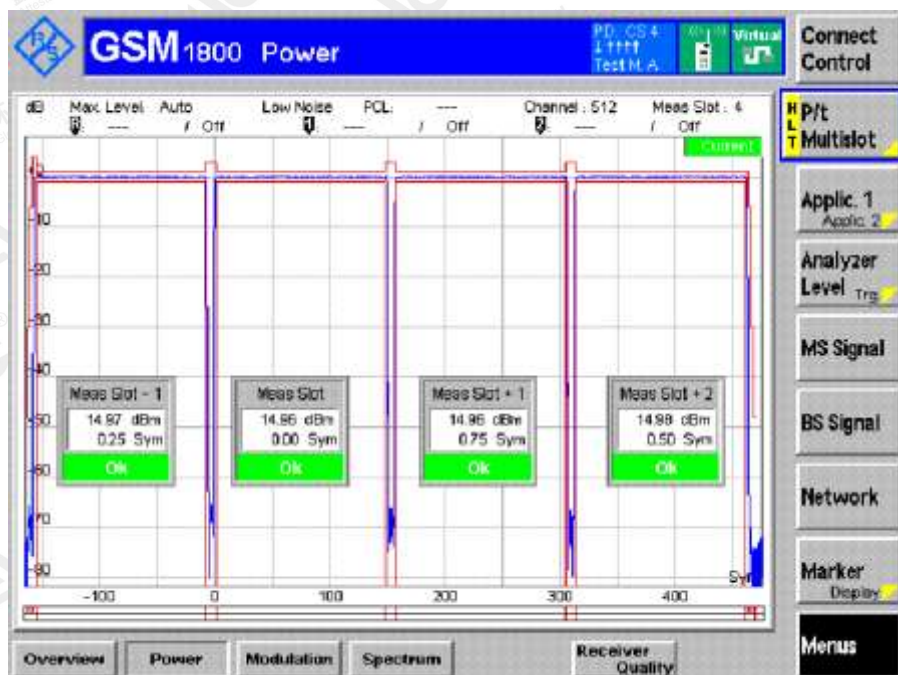 R&S
GSM 1800 Power
PD: CS 4
Test M. A
Virtual
Connect Control
dB Max. Level: Auto Low Noise PCL: --- Channel : 512 Meas Slot : 4
--- / Off 1 --- / Off 2 --- / Off
Current
HLT
P/t Multislot
Applic. 1
Applic. 2
Analyzer Level Trg.
MS Signal
BS Signal
Network
Marker
Display
Menus
-10
-20
-30
-40
-50
-60
-70
-80
Meas Slot - 1
14.97 dBm
0.25 Sym
Ok
Meas Slot
14.96 dBm
0.00 Sym
Ok
Meas Slot + 1
14.96 dBm
0.75 Sym
Ok
Meas Slot + 2
14.98 dBm
0.50 Sym
Ok
Sym
-100 0 100 200 300 400
Overview Power Modulation Spectrum Receiver Quality